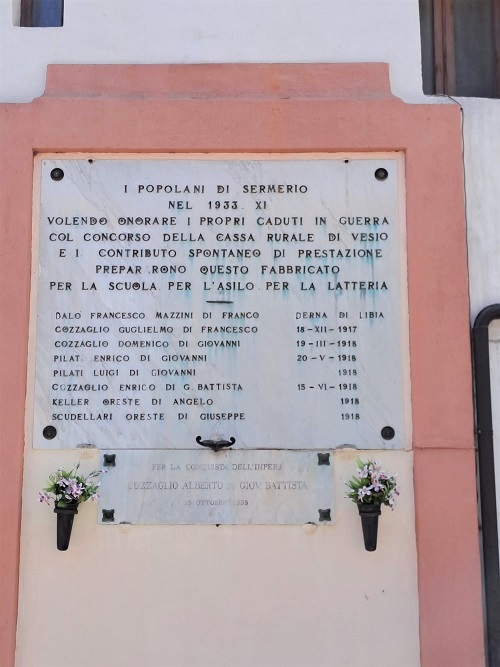 I POPOLANI DI SERMERIO
NEL 1933 XI
VOLENDO ONORARE I PROPRI CADUTI IN GUERRA
COL CONCORSO DELLA CASSA RURALE DI VESIO
E IL CONTRIBUTO SPONTANEO DI PRESTAZIONE
PREPAR RONO QUESTO FABBRICATO
PER LA SCUOLA PER L'ASILO PER LA LATTERIA
DALO FRANCESCO MAZZINI DI FRANCO DERNA DI LIBIA
COZZAGLIO GUGLIELMO DI FRANCESCO 18-XII-1917
COZZAGLIO DOMENICO DI GIOVANNI 19-III-1918
PILATI ENRICO DI GIOVANNI 20-V-1918
PILATI LUIGI DI GIOVANNI 1918
COZZAGLIO ENRICO DI G. BATTISTA 15-VI-1918
KELLER ORESTE DI ANGELO 1918
SCUDELLARI ORESTE DI GIUSEPPE 1918
PER LA CONQUISTA DELL'IMPERO
COZZAGLIO ALBERTO DI GIOV BATTISTA
OTTOBRE